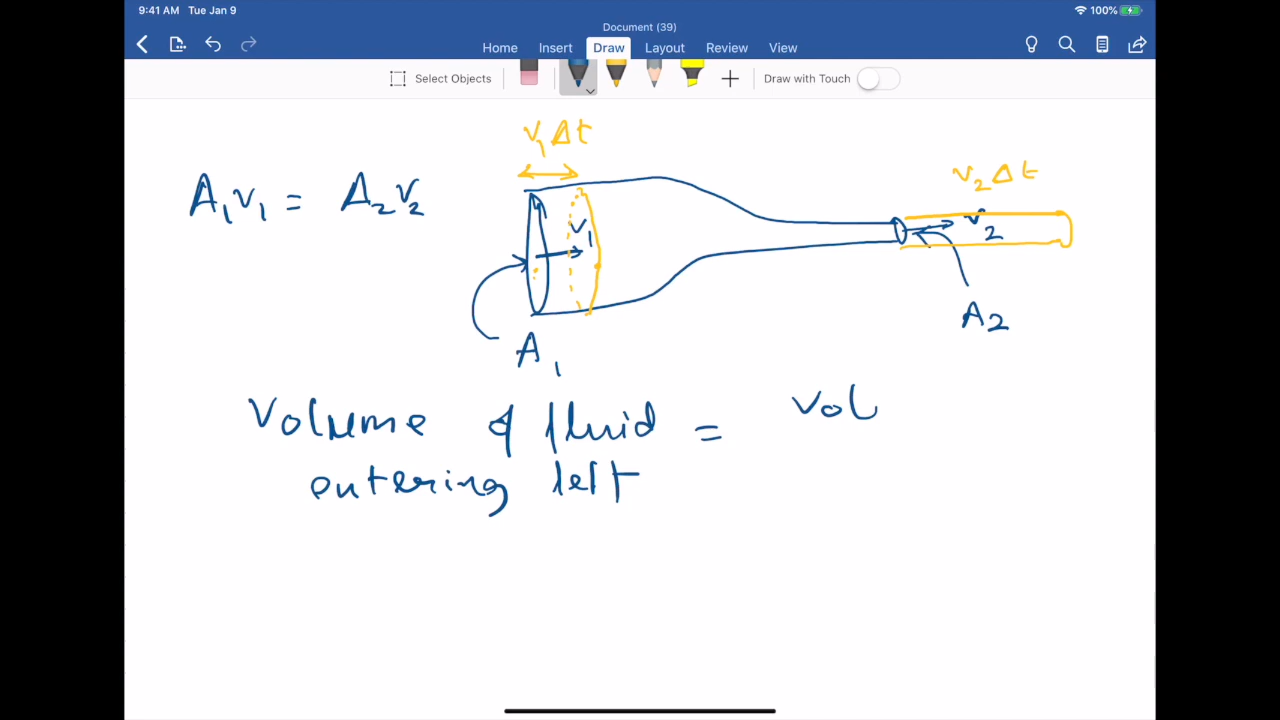 9:41 AM Tue Jan 9
100%
Document (39)
Home Insert Draw Layout Review View
Select Objects
Draw with Touch
v₁Δt
A₁v₁ = A₂v₂
v₂Δt
v₁
v₂
A₂
A₁
Volume of fluid = vol
entering left